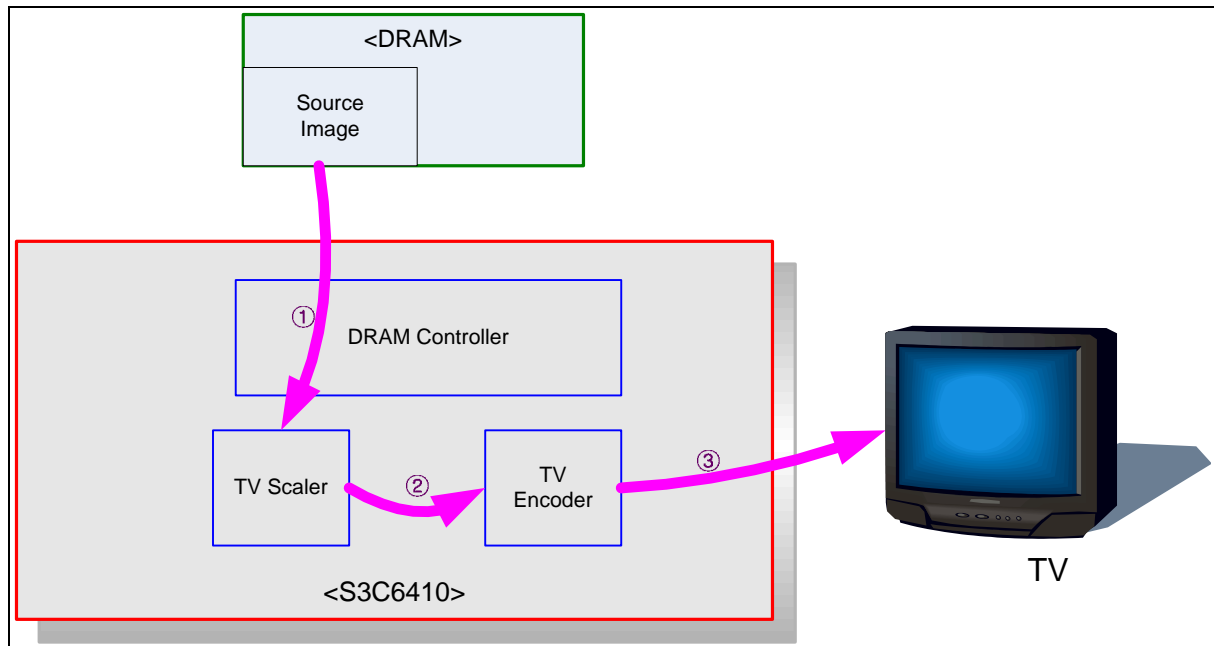 <DRAM>
Source
Image
①
DRAM Controller
TV Scaler
②
TV
Encoder
③
<S3C6410>
TV